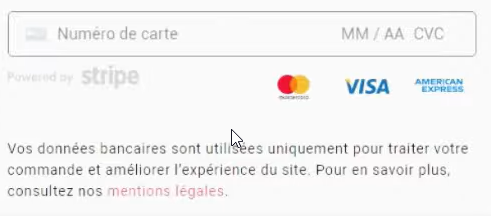 Numéro de carte MM / AA CVC
Powered by stripe
mastercard VISA AMERICAN EXPRESS
Vos données bancaires sont utilisées uniquement pour traiter votre
commande et améliorer l'expérience du site. Pour en savoir plus,
consultez nos mentions légales.